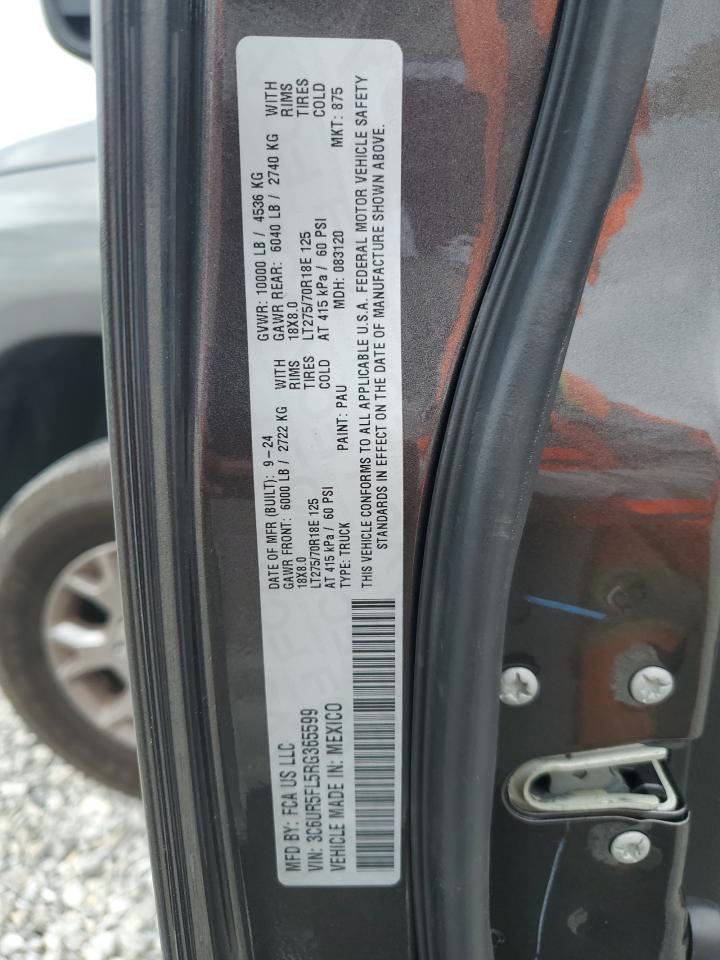 MFD BY: FCA US LLC
VIN: 3C6UR5FL5RG365599
VEHICLE MADE IN: MEXICO
DATE OF MFR (BUILT): 9-24 GVWR: 10000 LB / 4536 KG
GAWR FRONT: 6000 LB / 2722 KG WITH GAWR REAR: 6040 LB / 2740 KG WITH
18X8.0 RIMS 18X8.0 RIMS
LT275/70R18E 125 TIRES LT275/70R18E 125 TIRES
AT 415 kPa / 60 PSI COLD AT 415 kPa / 60 PSI COLD
TYPE: TRUCK PAINT: PAU MDH: 083120 MKT: 875
THIS VEHICLE CONFORMS TO ALL APPLICABLE U.S.A. FEDERAL MOTOR VEHICLE SAFETY
STANDARDS IN EFFECT ON THE DATE OF MANUFACTURE SHOWN ABOVE.